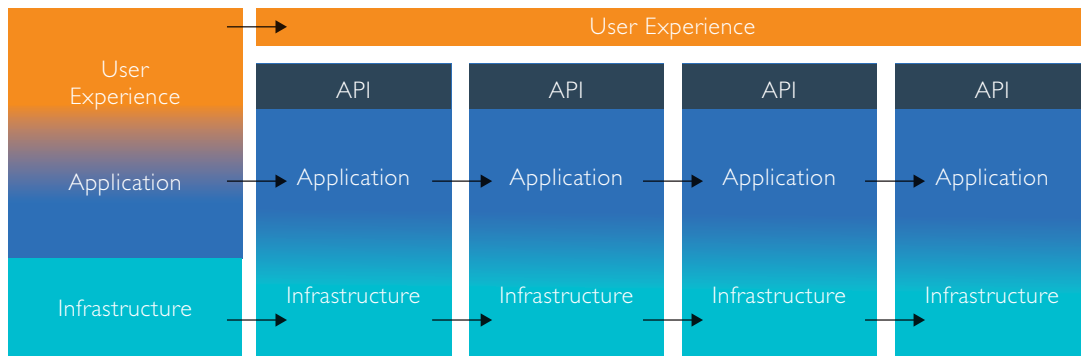 User
Experience
Application
Infrastructure
User Experience
API
Application
Infrastructure
API
Application
Infrastructure
API
Application
Infrastructure
API
Application
Infrastructure